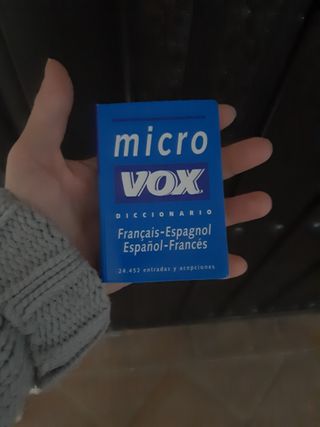 micro
VOX
DICCIONARIO
Français-Espagnol
Español-Francés
24.452 entradas y acepciones